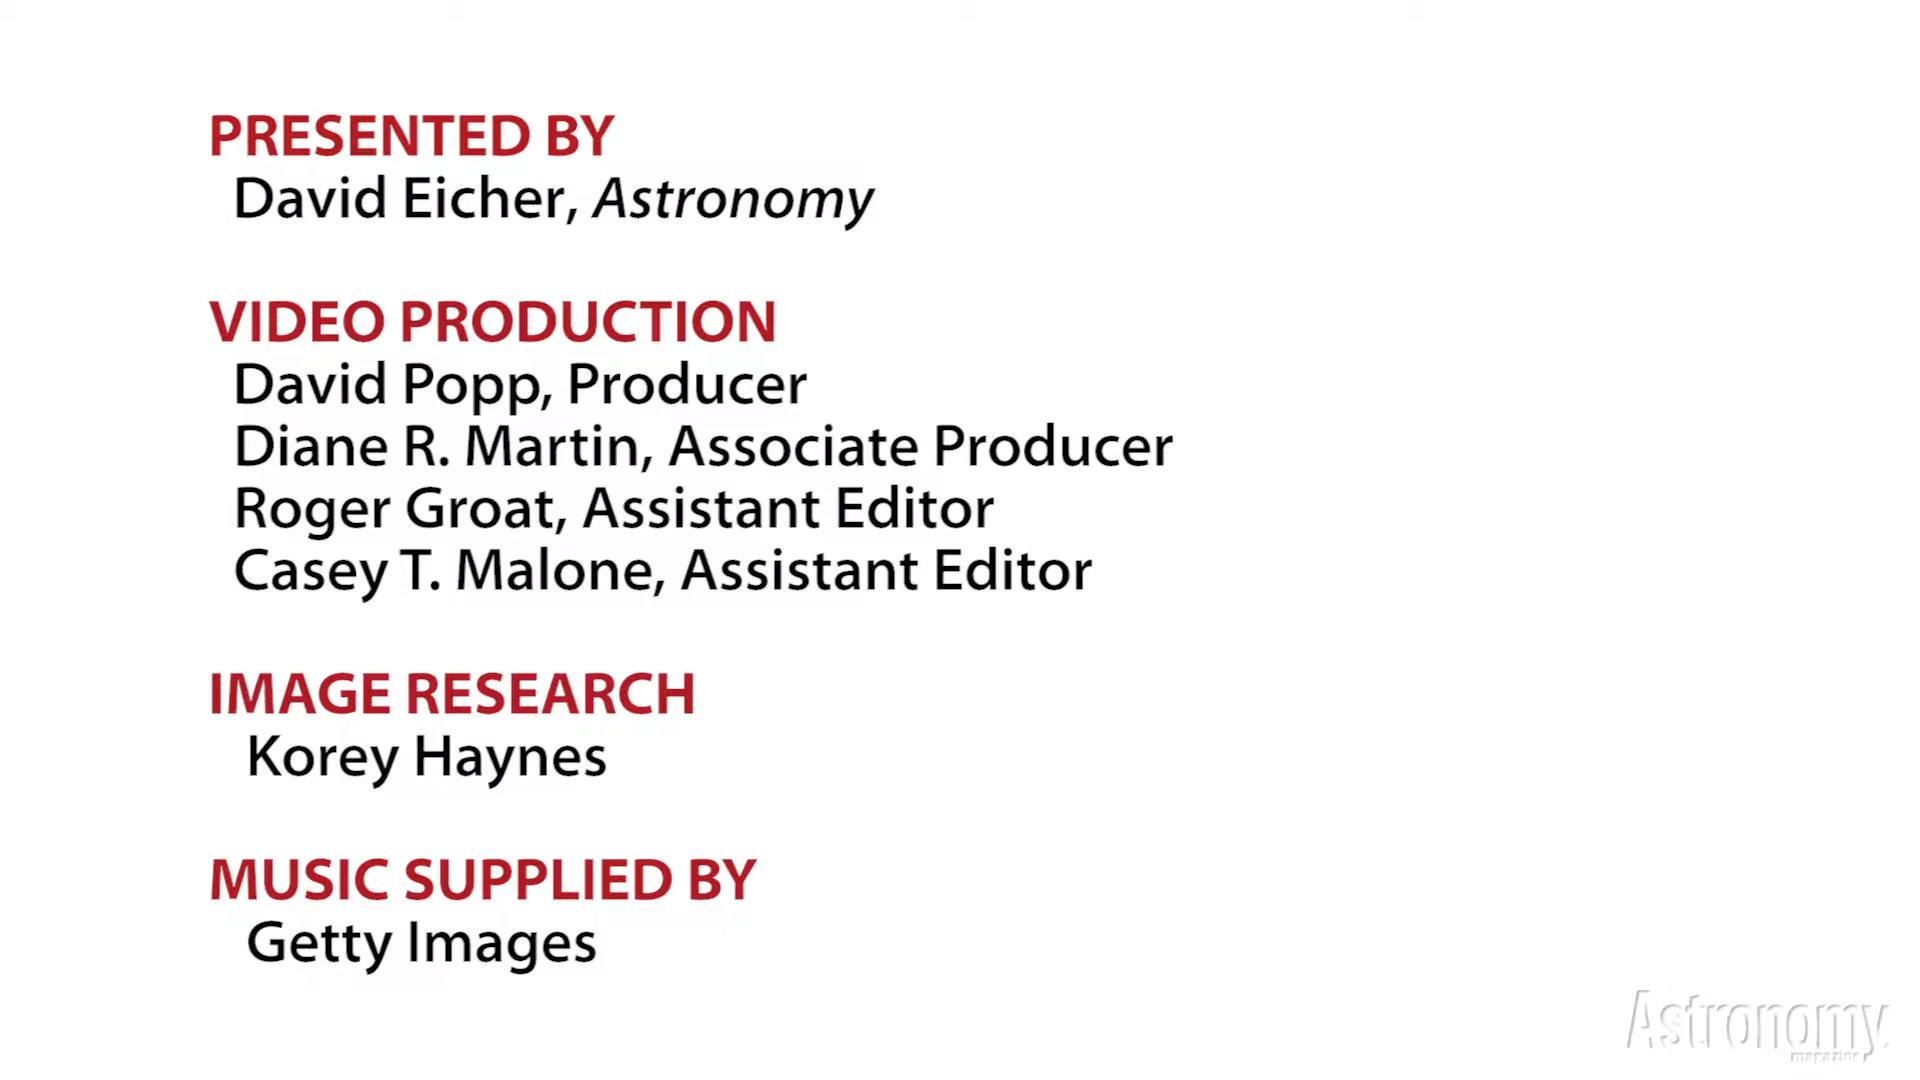 PRESENTED BY
David Eicher, Astronomy
VIDEO PRODUCTION
David Popp, Producer
Diane R. Martin, Associate Producer
Roger Groat, Assistant Editor
Casey T. Malone, Assistant Editor
IMAGE RESEARCH
Korey Haynes
MUSIC SUPPLIED BY
Getty Images
Astronomy
magazine